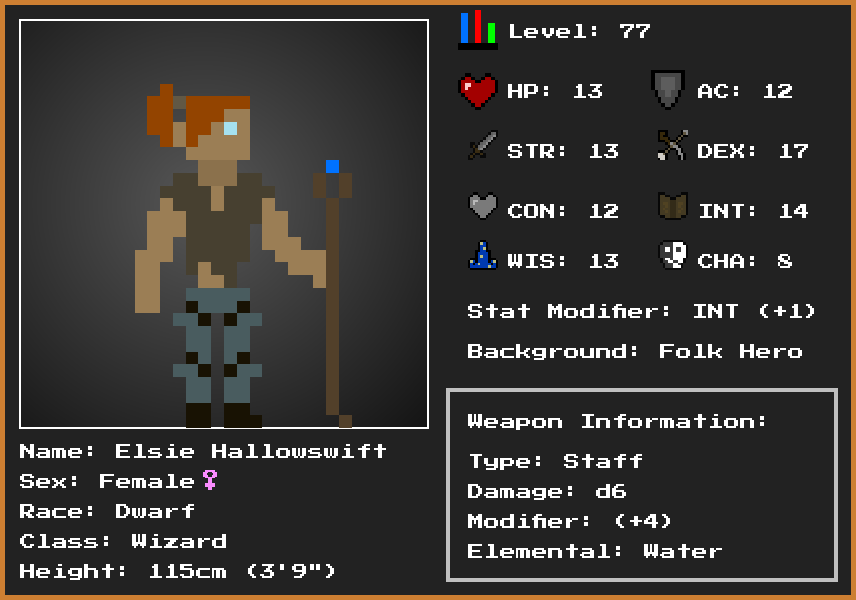 Level: 77
HP: 13
AC: 12
STR: 13
DEX: 17
CON: 12
INT: 14
WIS: 13
CHA: 8
Stat Modifier: INT (+1)
Background: Folk Hero
Weapon Information:
Type: Staff
Damage: d6
Modifier: (+4)
Elemental: Water
Name: Elsie Hallowswift
Sex: Female♀
Race: Dwarf
Class: Wizard
Height: 115cm (3'9")